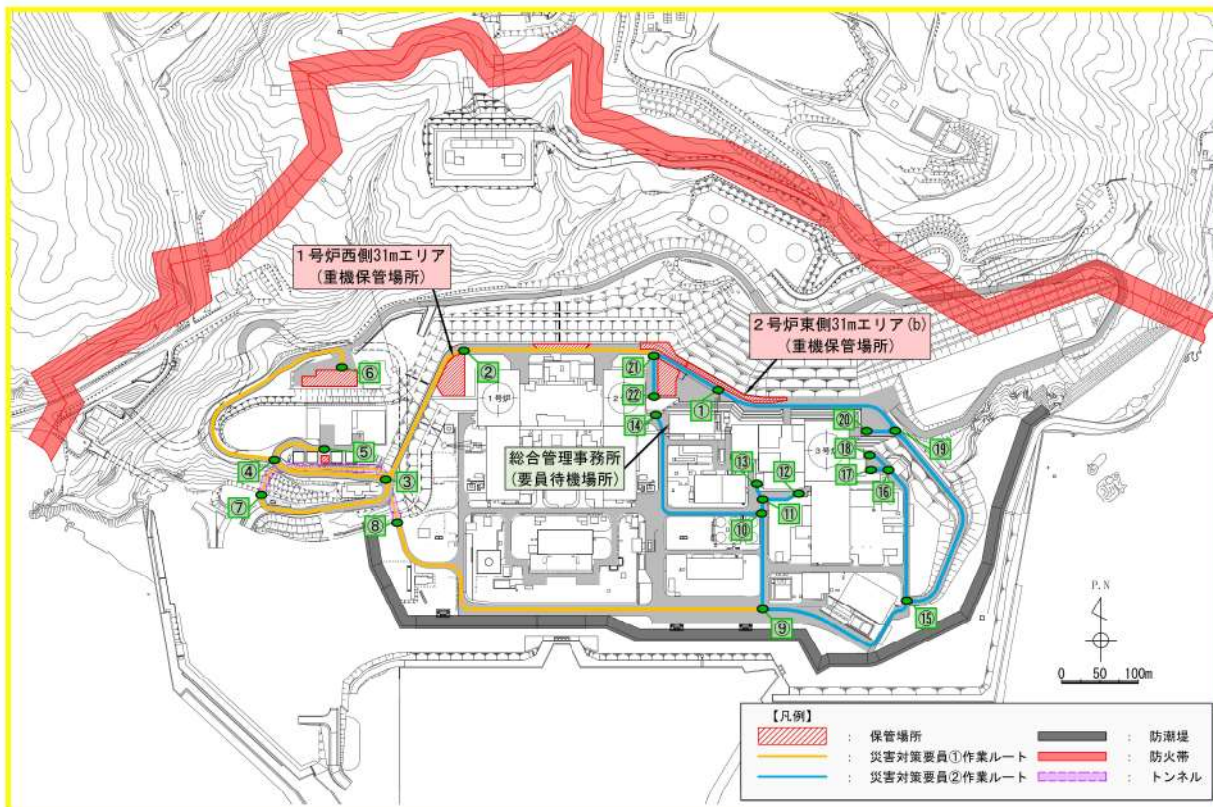 1号炉西側31mエリア
(重機保管場所)
2号炉東側31mエリア(b)
(重機保管場所)
⑥
②
㉑
①
1号炉
2
㉒
⑭
総合管理事務所
(要員待機場所)
⑳
3号炉
⑱
⑲
⑤
④
③
⑬
⑫
⑰
⑯
⑦
⑧
⑩
⑪
⑨
⑮
P.N
0 50 100m
【凡例】
: 保管場所
: 災害対策要員①作業ルート
: 災害対策要員②作業ルート
: 防潮堤
: 防火帯
: トンネル